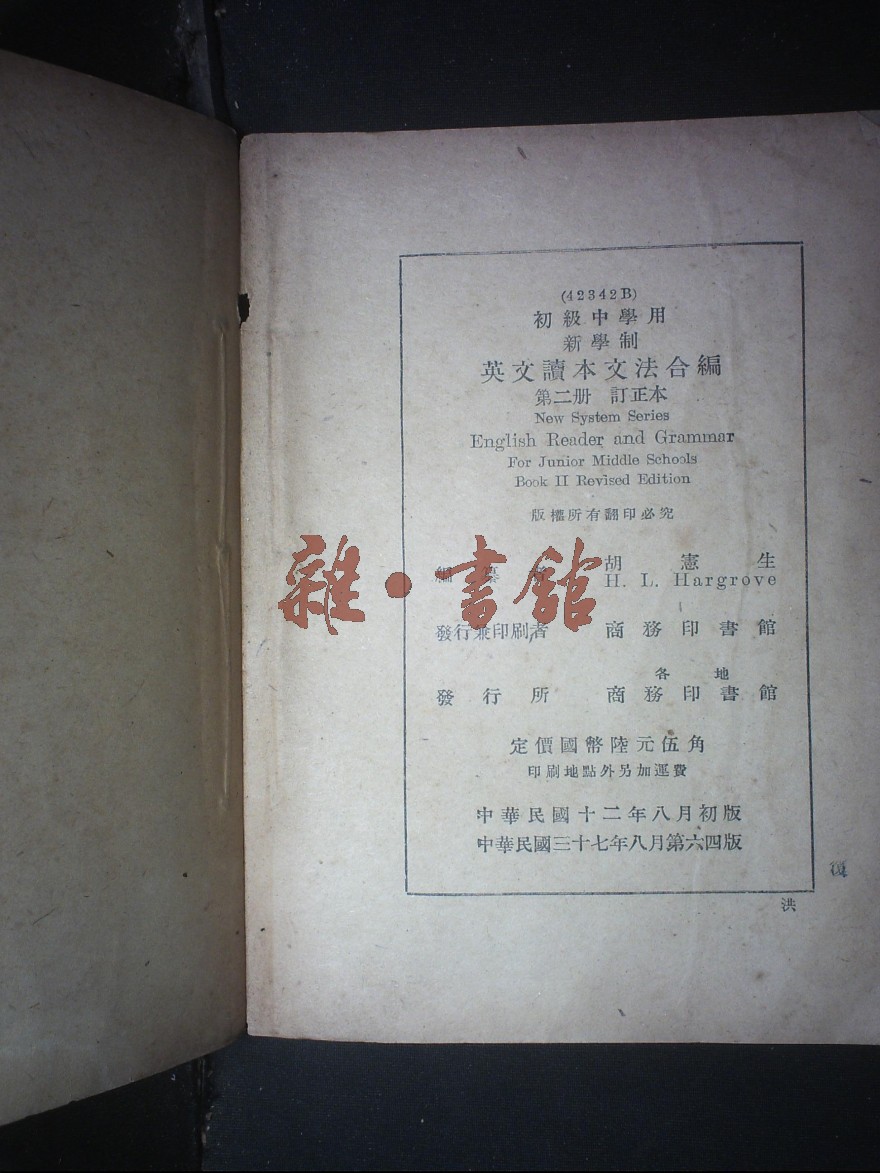 (42342B)
初級中學用
新學制
英文讀本文法合編
第二册 訂正本
New System Series
English Reader and Grammar
For Junior Middle Schools
Book II Revised Edition
版權所有翻印必究
編纂者 胡憲生
H. L. Hargrove
雜·書館
發行兼印刷者 商務印書館
各地
發行所 商務印書館
定價國幣陸元伍角
印刷地點外另加運費
中華民國十二年八月初版
中華民國三十七年八月第六四版
洪